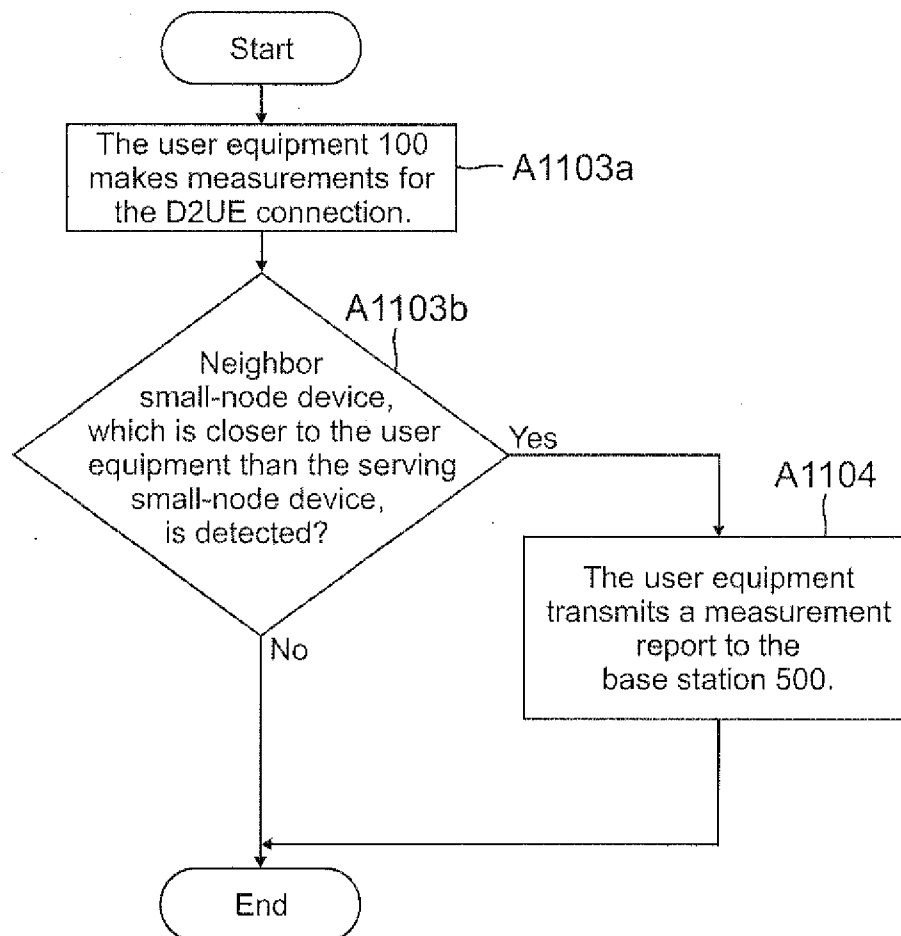 Start
The user equipment 100
makes measurements for
the D2UE connection.
A1103a
A1103b
Neighbor
small-node device,
which is closer to the user
equipment than the serving
small-node device,
is detected?
Yes
No
A1104
The user equipment
transmits a measurement
report to the
base station 500.
End